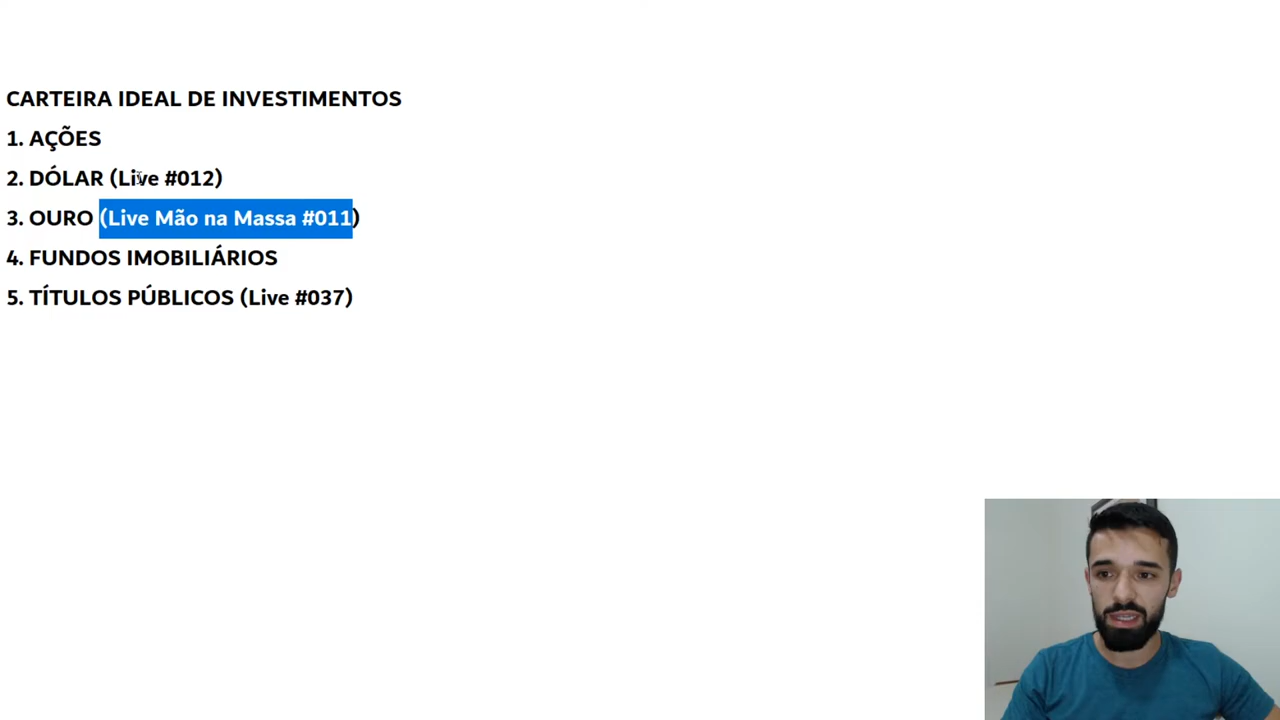 CARTEIRA IDEAL DE INVESTIMENTOS
1. AÇÕES
2. DÓLAR (Live #012)
3. OURO (Live Mão na Massa #011)
4. FUNDOS IMOBILIÁRIOS
5. TÍTULOS PÚBLICOS (Live #037)